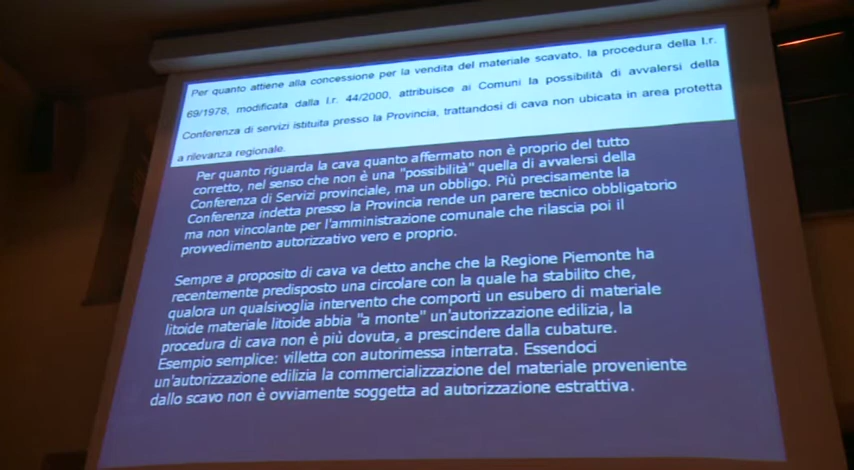 Per quanto attiene alla concessione per la vendita del materiale scavato, la procedura della l.r.
69/1978, modificata dalla l.r. 44/2000, attribuisce ai Comuni la possibilità di avvalersi della
Conferenza di servizi istituita presso la Provincia, trattandosi di cava non ubicata in area protetta
a rilevanza regionale.
Per quanto riguarda la cava quanto affermato non è proprio del tutto
corretto, nel senso che non è una "possibilità" quella di avvalersi della
Conferenza di Servizi provinciale, ma un obbligo. Più precisamente la
Conferenza indetta presso la Provincia rende un parere tecnico obbligatorio
ma non vincolante per l'amministrazione comunale che rilascia poi il
provvedimento autorizzativo vero e proprio.
Sempre a proposito di cava va detto anche che la Regione Piemonte ha
recentemente predisposto una circolare con la quale ha stabilito che,
qualora un qualsivoglia intervento che comporti un esubero di materiale
litoide materiale litoide abbia "a monte" un'autorizzazione edilizia, la
procedura di cava non è più dovuta, a prescindere dalla cubature.
Esempio semplice: villetta con autorimessa interrata. Essendoci
un'autorizzazione edilizia la commercializzazione del materiale proveniente
dallo scavo non è ovviamente soggetta ad autorizzazione estrattiva.